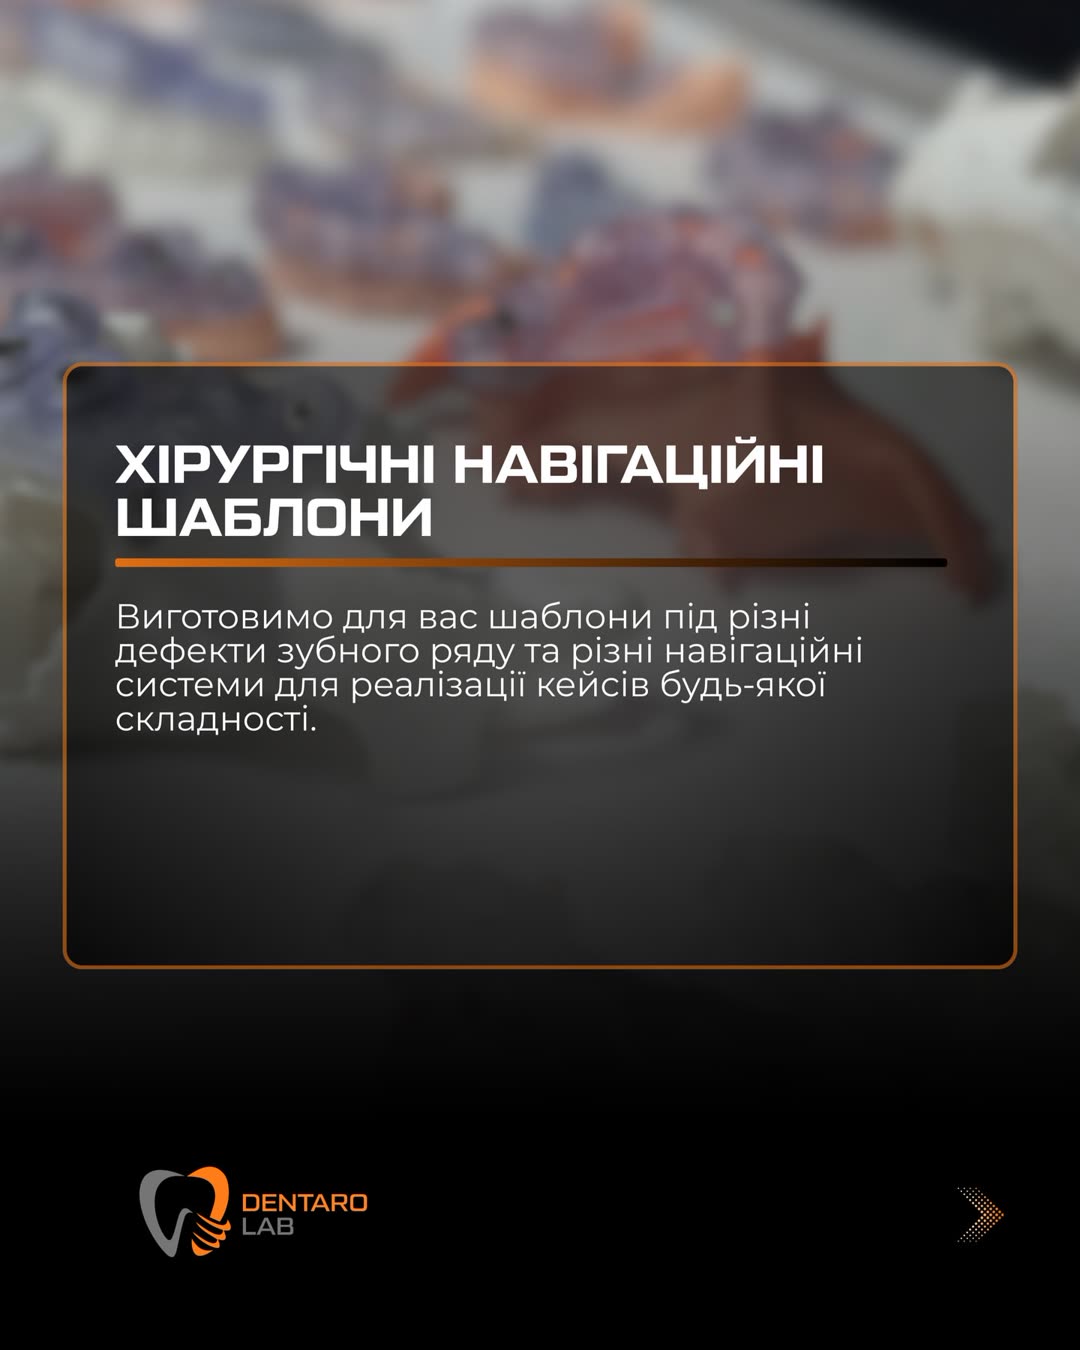 ХІРУРГІЧНІ НАВІГАЦІЙНІ
ШАБЛОНИ
Виготовимо для вас шаблони під різні
дефекти зубного ряду та різні навігаційні
системи для реалізації кейсів будь-якої
складності.
DENTARO
LAB